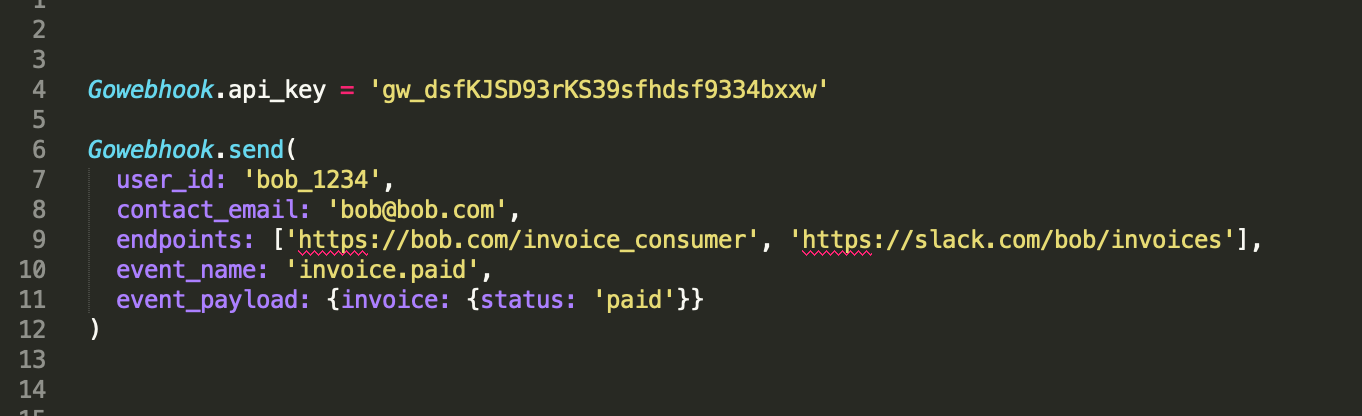 1
2
3
4 Gowebhook.api_key = 'gw_dsfKJSD93rKS39sfhdsf9334bxxw'
5
6 Gowebhook.send(
7 user_id: 'bob_1234',
8 contact_email: 'bob@bob.com',
9 endpoints: ['https://bob.com/invoice_consumer', 'https://slack.com/bob/invoices'],
10 event_name: 'invoice.paid',
11 event_payload: {invoice: {status: 'paid'}}
12 )
13
14
15